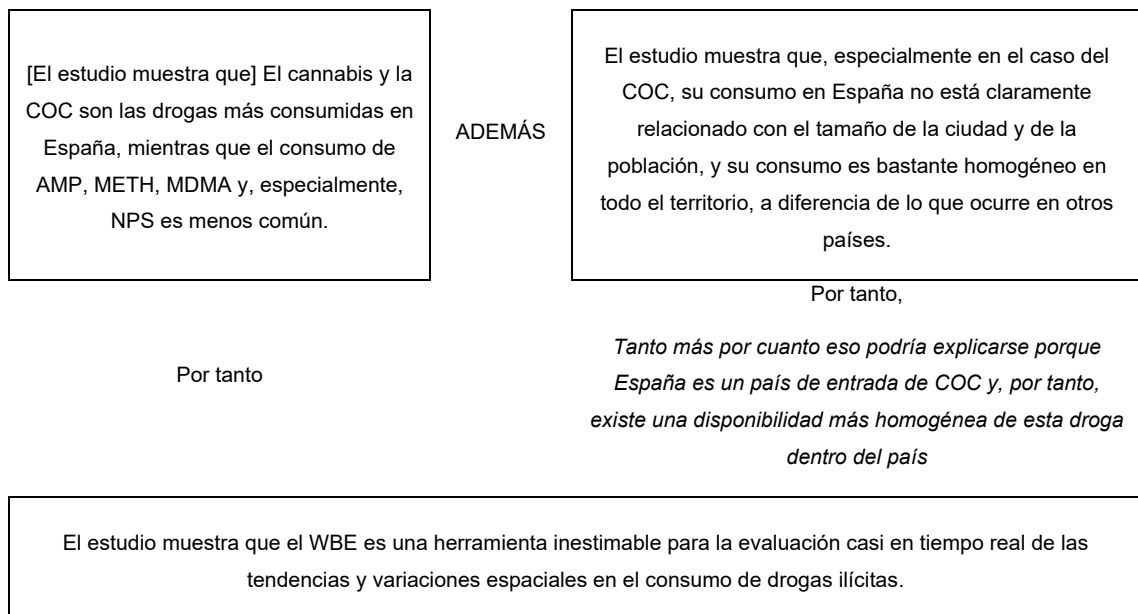 [El estudio muestra que] El cannabis y la
COC son las drogas más consumidas en
España, mientras que el consumo de
AMP, METH, MDMA y, especialmente,
NPS es menos común.
ADEMÁS
El estudio muestra que, especialmente en el caso del
COC, su consumo en España no está claramente
relacionado con el tamaño de la ciudad y de la
población, y su consumo es bastante homogéneo en
todo el territorio, a diferencia de lo que ocurre en otros
países.
Por tanto
Por tanto,
Tanto más por cuanto eso podría explicarse porque
España es un país de entrada de COC y, por tanto,
existe una disponibilidad más homogénea de esta droga
dentro del país
El estudio muestra que el WBE es una herramienta inestimable para la evaluación casi en tiempo real de las
tendencias y variaciones espaciales en el consumo de drogas ilícitas.